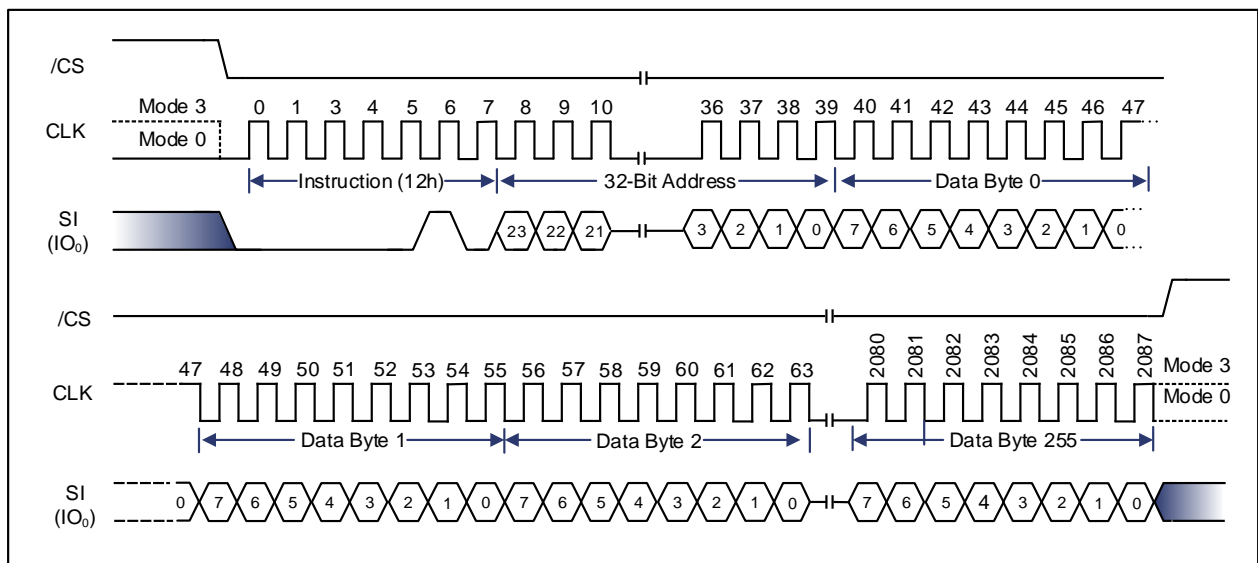 /CS
Mode 3 0 1 3 4 5 6 7 8 9 10 36 37 38 39 40 41 42 43 44 45 46 47
CLK Mode 0
Instruction (12h) 32-Bit Address Data Byte 0
SI
(IO₀)
23 22 21 3 2 1 0 7 6 5 4 3 2 1 0
/CS
47 48 49 50 51 52 53 54 55 56 57 58 59 60 61 62 63 2080 2081 2082 2083 2084 2085 2086 2087 Mode 3
CLK Mode 0
Data Byte 1 Data Byte 2 Data Byte 255
SI
(IO₀)
0 7 6 5 4 3 2 1 0 7 6 5 4 3 2 1 0 7 6 5 4 3 2 1 0